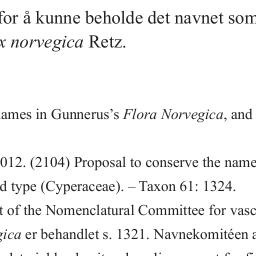 for å kunne beholde det navnet som
x norvegica Retz.
ames in Gunnerus’s Flora Norvegica, and
012. (2104) Proposal to conserve the name
d type (Cyperaceae). – Taxon 61: 1324.
t of the Nomenclatural Committee for vasc
gica er behandlet s. 1321. Navnekomitéen a